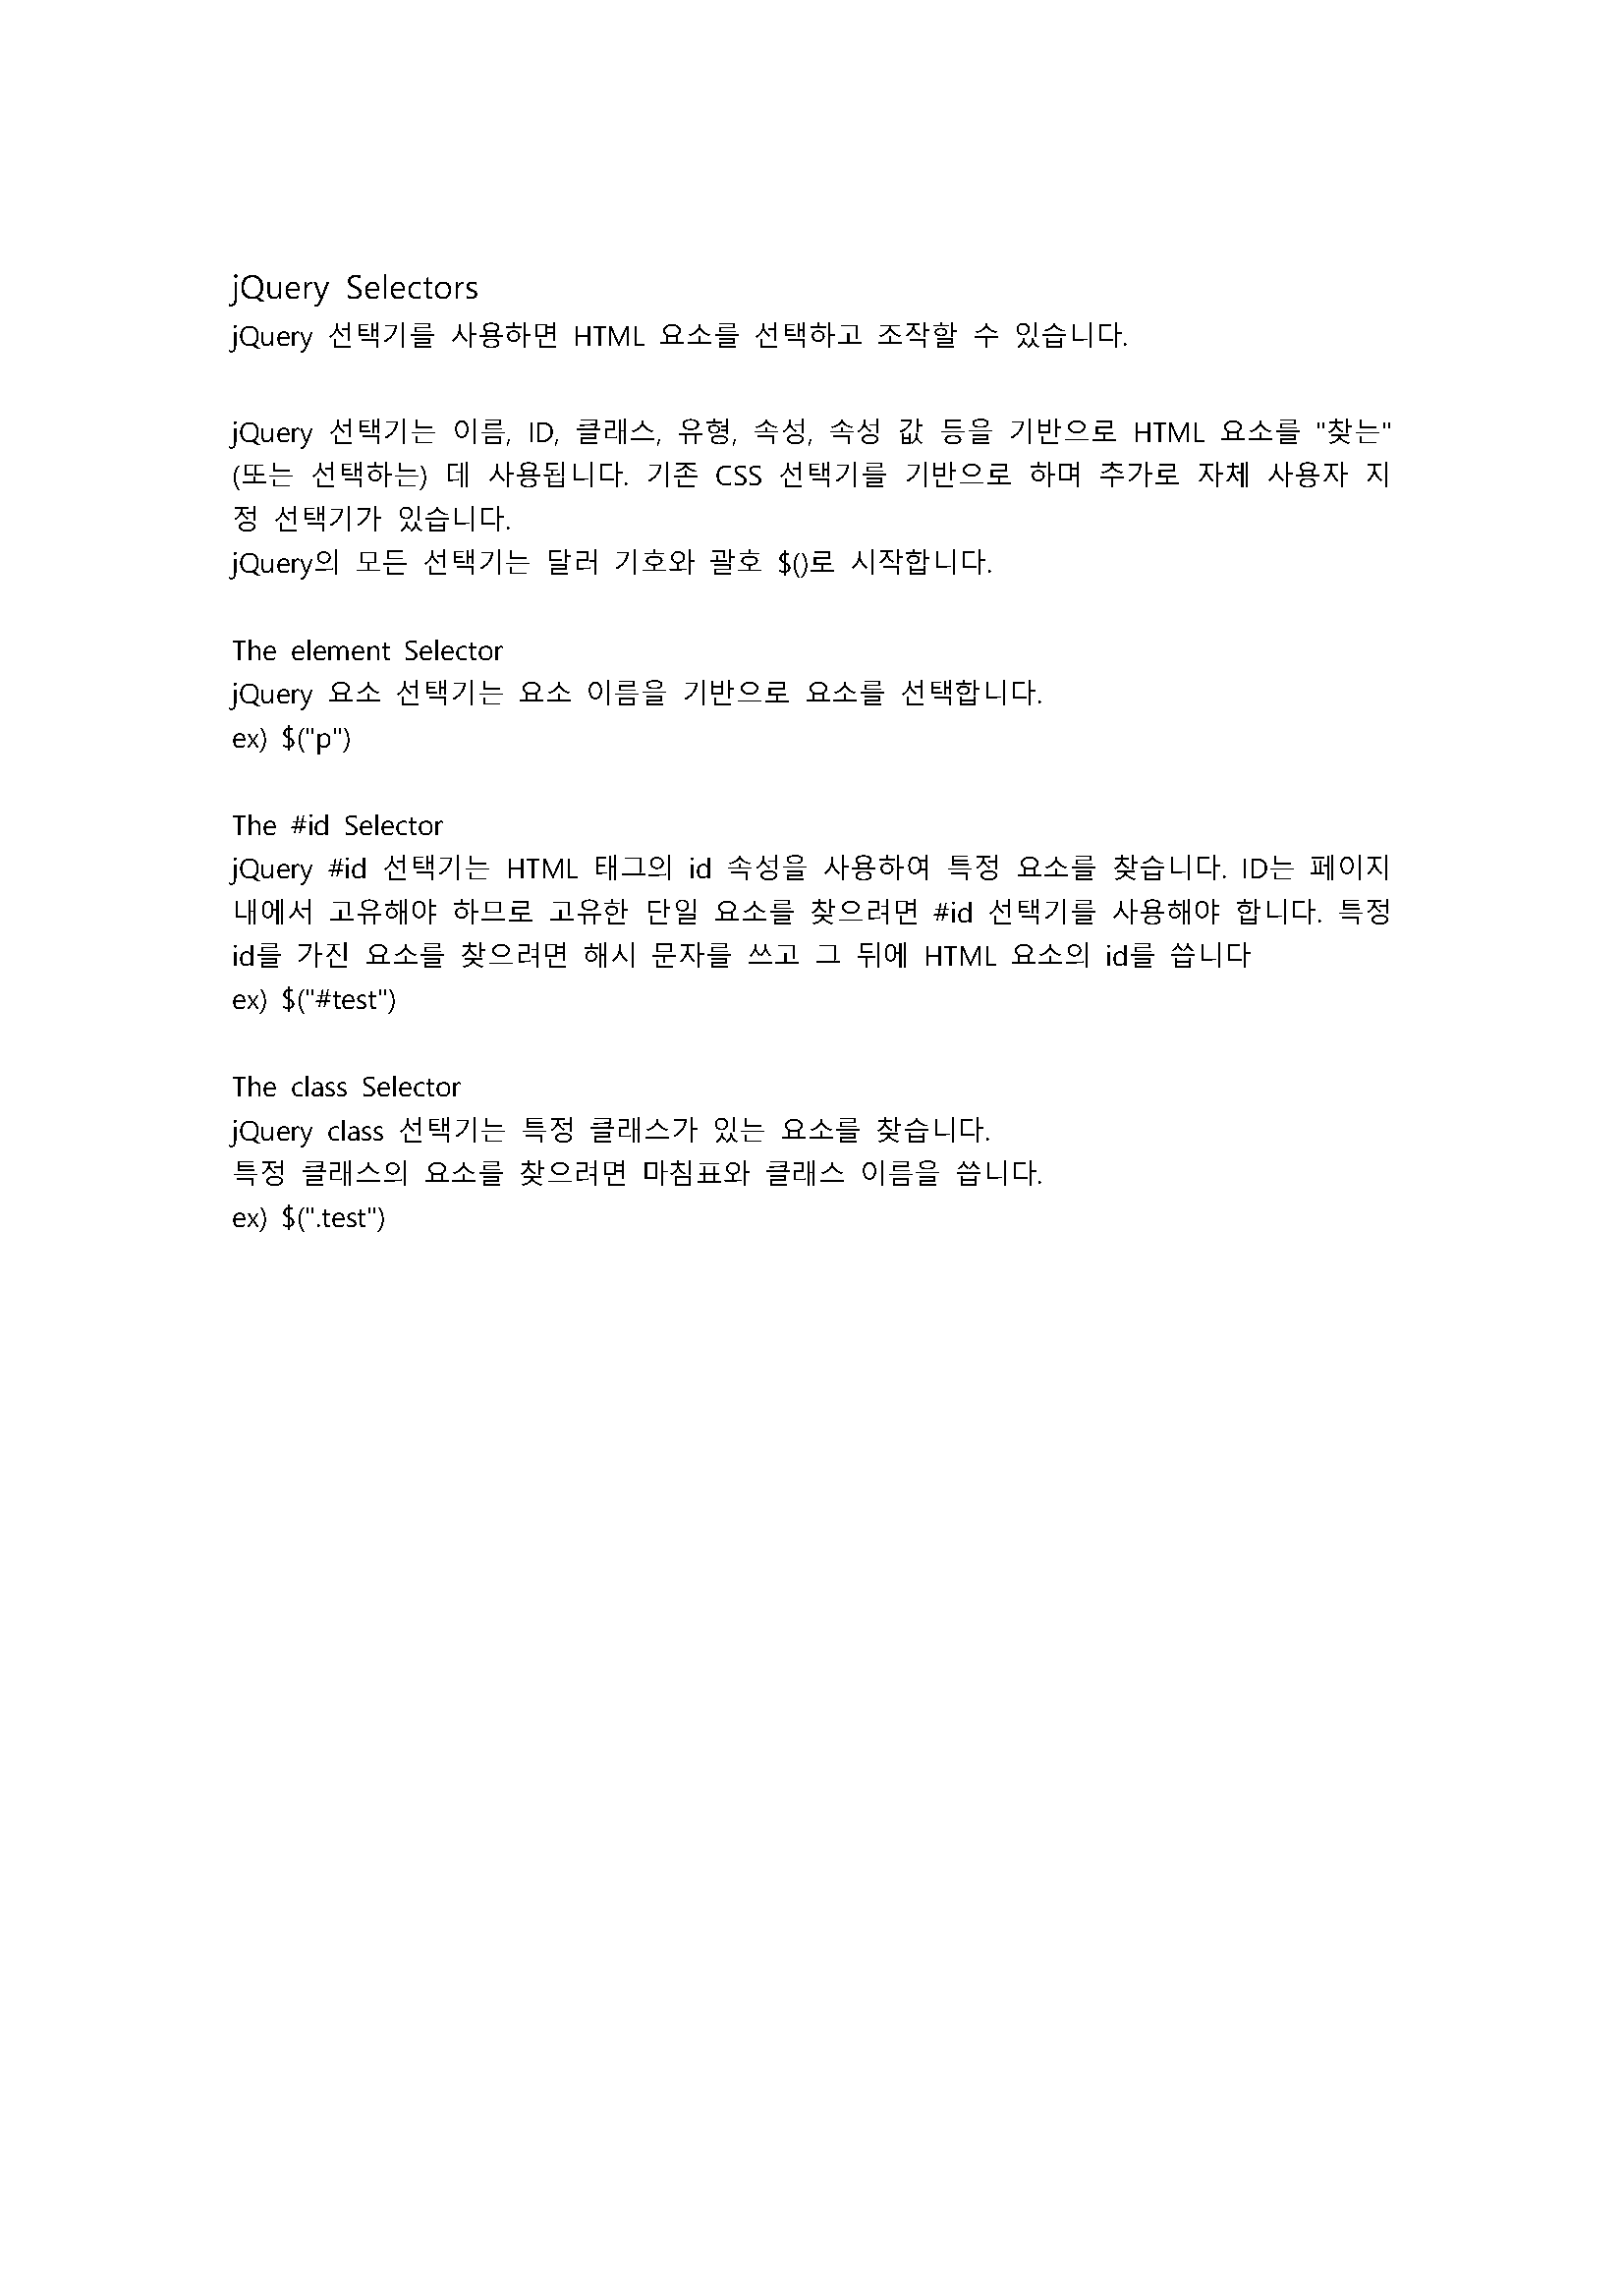 jQuery Selectors
jQuery 선택기를 사용하면 HTML 요소를 선택하고 조작할 수 있습니다.
jQuery 선택기는 이름, ID, 클래스, 유형, 속성, 속성 값 등을 기반으로 HTML 요소를 "찾는"
(또는 선택하는) 데 사용됩니다. 기존 CSS 선택기를 기반으로 하며 추가로 자체 사용자 지
정 선택기가 있습니다.
jQuery의 모든 선택기는 달러 기호와 괄호 $()로 시작합니다.
The element Selector
jQuery 요소 선택기는 요소 이름을 기반으로 요소를 선택합니다.
ex) $("p")
The #id Selector
jQuery #id 선택기는 HTML 태그의 id 속성을 사용하여 특정 요소를 찾습니다. ID는 페이지
내에서 고유해야 하므로 고유한 단일 요소를 찾으려면 #id 선택기를 사용해야 합니다. 특정
id를 가진 요소를 찾으려면 해시 문자를 쓰고 그 뒤에 HTML 요소의 id를 씁니다
ex) $("#test")
The class Selector
jQuery class 선택기는 특정 클래스가 있는 요소를 찾습니다.
특정 클래스의 요소를 찾으려면 마침표와 클래스 이름을 씁니다.
ex) $(".test")